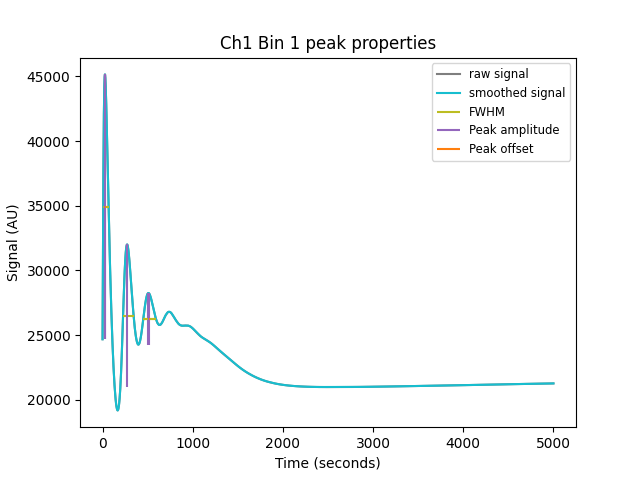 Ch1 Bin 1 peak properties
raw signal
smoothed signal
FWHM
Peak amplitude
Peak offset
Signal (AU)
45000
40000
35000
30000
25000
20000
0 1000 2000 3000 4000 5000
Time (seconds)